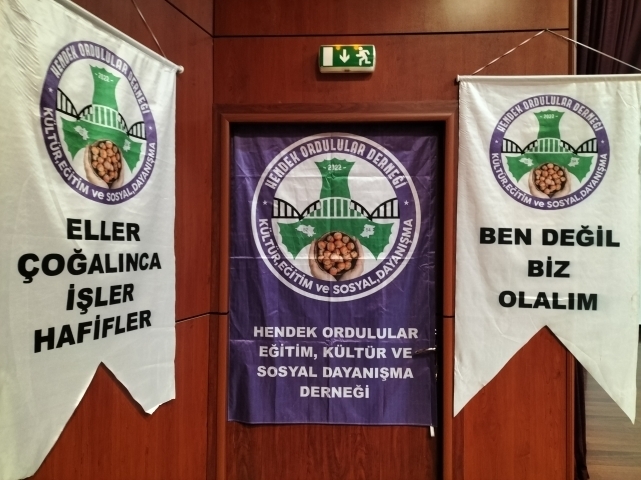 HENDEK ORDULULAR DERNEĞİ
2022
KÜLTÜR,EĞİTİM ve SOSYAL,DAYANIŞMA
ELLER
ÇOĞALINCA
İŞLER
HAFİFLER
HENDEK ORDULULAR DERNEĞİ
2022
KÜLTÜR,EĞİTİM ve SOSYAL,DAYANIŞMA
HENDEK ORDULULAR
EĞİTİM, KÜLTÜR VE
SOSYAL DAYANIŞMA
DERNEĞİ
HENDEK ORDULULAR DERNEĞİ
2022
KÜLTÜR,EĞİTİM ve SOSYAL,DAYANIŞMA
BEN DEĞİL
BİZ
OLALIM